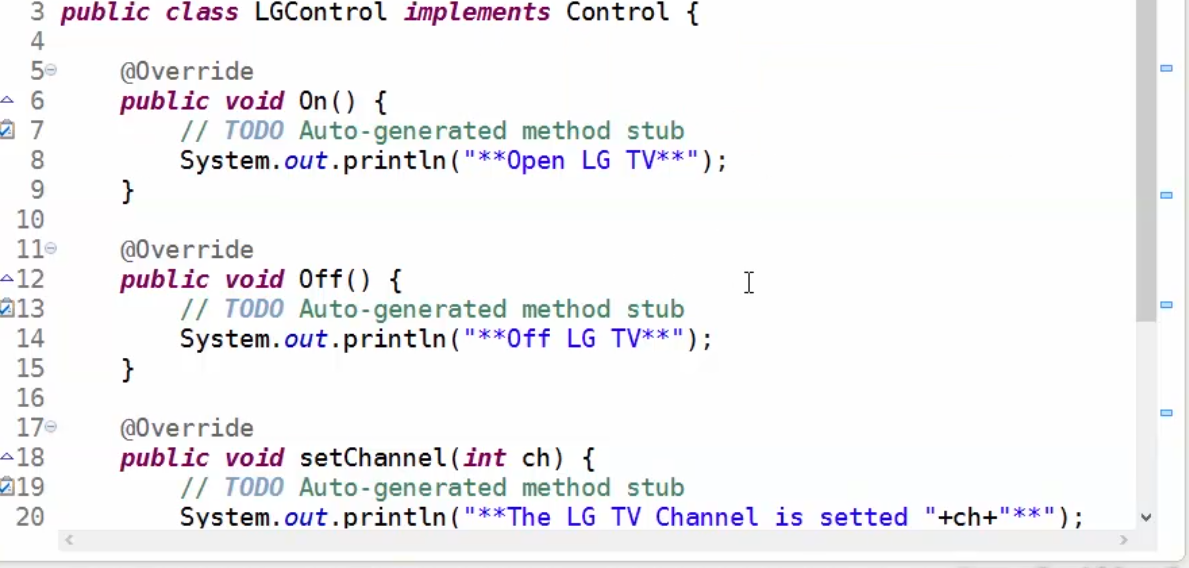 3 public class LGControl implements Control {
4
5 @Override
6 public void On() {
7 // TODO Auto-generated method stub
8 System.out.println("**Open LG TV**");
9 }
10
11 @Override
12 public void Off() {
13 // TODO Auto-generated method stub
14 System.out.println("**Off LG TV**");
15 }
16
17 @Override
18 public void setChannel(int ch) {
19 // TODO Auto-generated method stub
20 System.out.println("**The LG TV Channel is setted "+ch+"**");